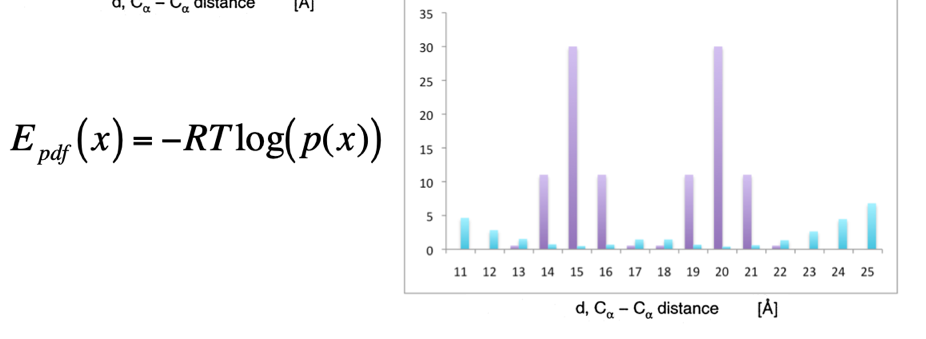 d, Cα – Cα distance [Å]
35
30
25
20
15
10
5
0
E pdf (x) = −RT log(p(x))
11 12 13 14 15 16 17 18 19 20 21 22 23 24 25
d, Cα – Cα distance [Å]